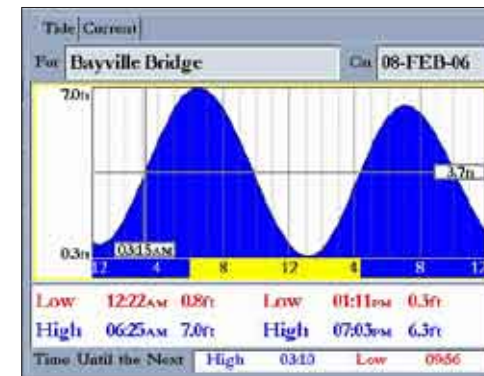 Tide Current
For Bayville Bridge On 08-FEB-06
7.0ft
3.7ft
0.3ft 03:15AM
12 4 8 12 4 8 12
Low 12:22AM 0.8ft Low 01:11PM 0.3ft
High 06:25AM 7.0ft High 07:03PM 6.3ft
Time Until the Next High 03:10 Low 09:56